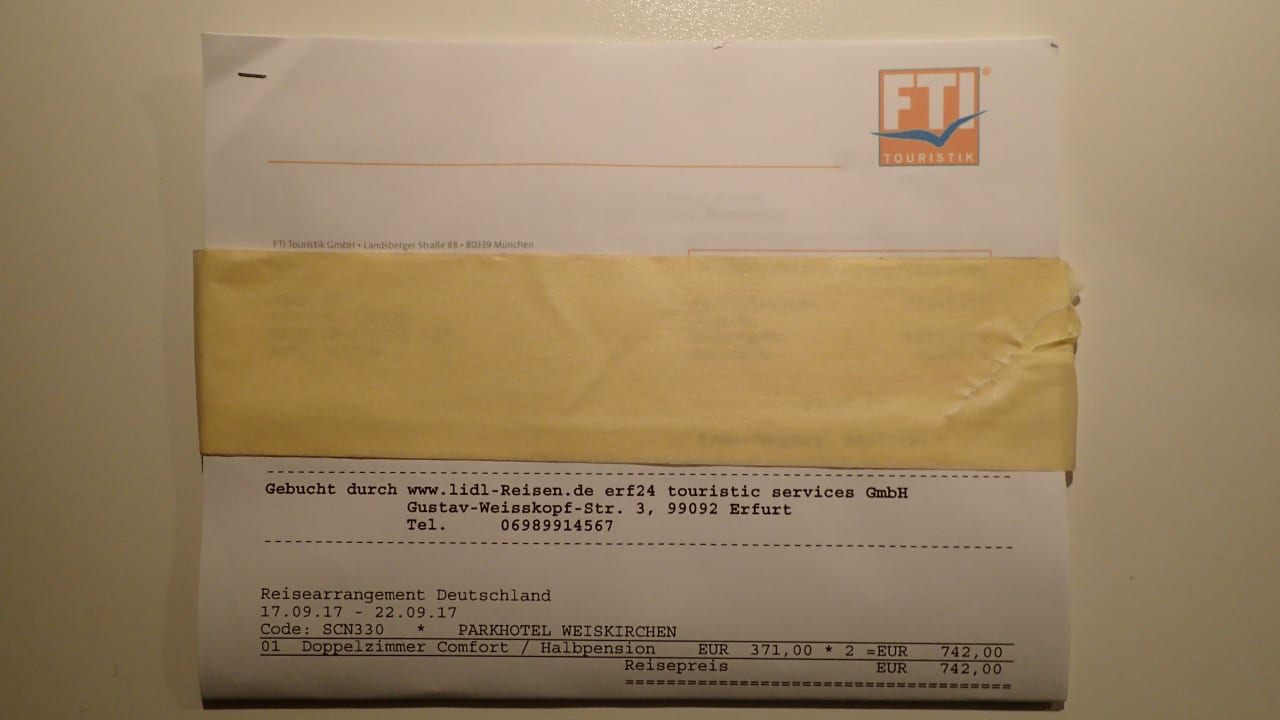 FTI®
TOURISTIK
FTI Touristik GmbH • Landsberger Straße 88 • 80339 München
Gebucht durch www.lidl-Reisen.de erf24 touristic services GmbH
Gustav-Weisskopf-Str. 3, 99092 Erfurt
Tel. 06989914567
Reisearrangement Deutschland
17.09.17 - 22.09.17
Code: SCN330 * PARKHOTEL WEISKIRCHEN
01 Doppelzimmer Comfort / Halbpension EUR 371,00 * 2 =EUR 742,00
Reisepreis EUR 742,00